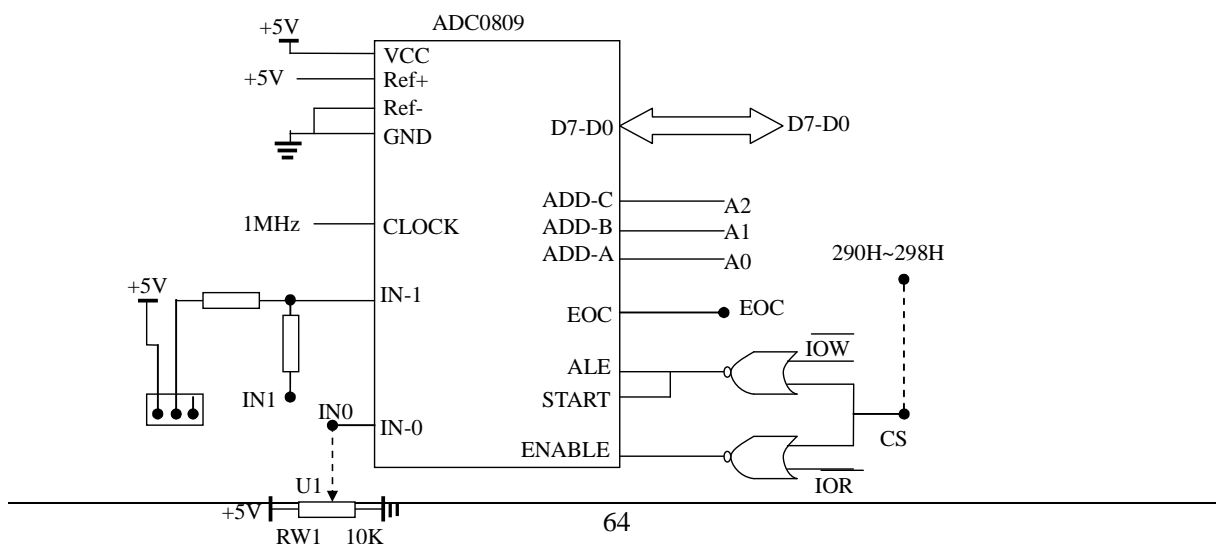 ADC0809
+5V
VCC
+5V
Ref+
Ref-
GND
D7-D0
D7-D0
ADD-C
A2
1MHz
CLOCK
ADD-B
A1
ADD-A
A0
290H~298H
+5V
IN-1
EOC
EOC
IOW
ALE
START
IN1
IN0
IN-0
CS
ENABLE
IOR
U1
+5V
64
RW1
10K